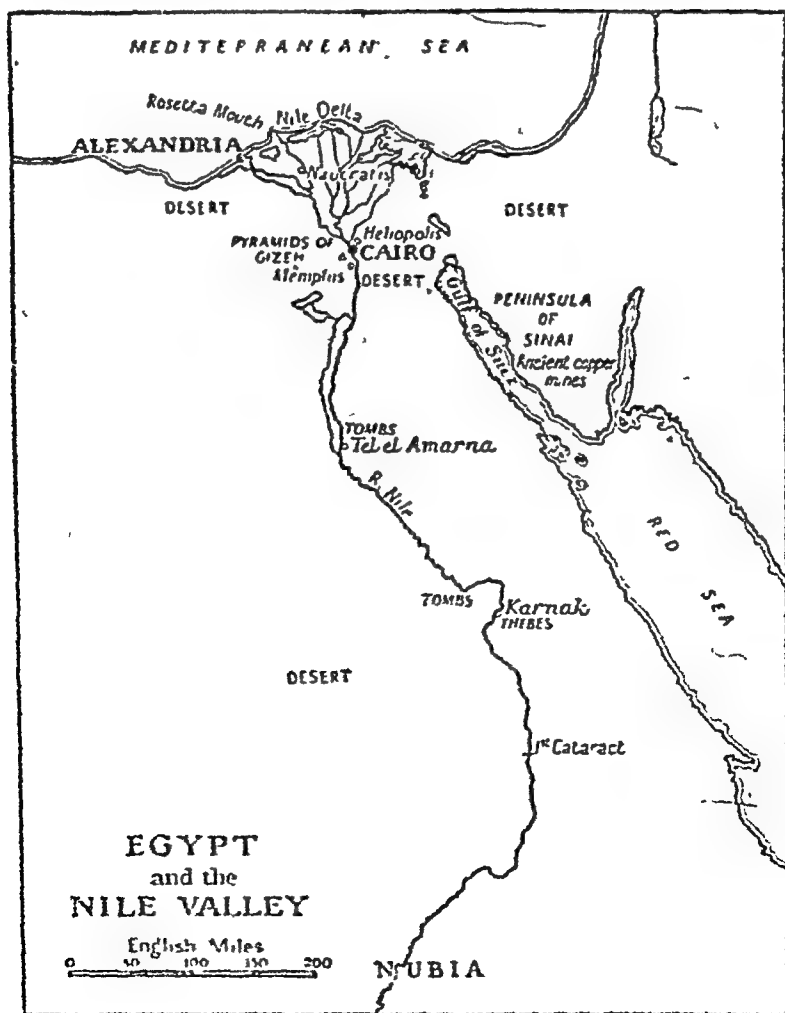 MEDITEPRANEAN SEA
Rosetta Mouth
Nile Delta
ALEXANDRIA
Naucratis
DESERT
DESERT
Heliopolis
PYRAMIDS OF
GIZEH
CAIRO
Memphis
DESERT
GULF OF SUEZ
PENINSULA
OF
SINAI
Ancient copper
mines
TOMBS
Tel el Amarna
R. Nile
RED SEA
TOMBS
Karnak
THEBES
DESERT
1st Cataract
EGYPT
and the
NILE VALLEY
English Miles
0 50 100 150 200
NUBIA